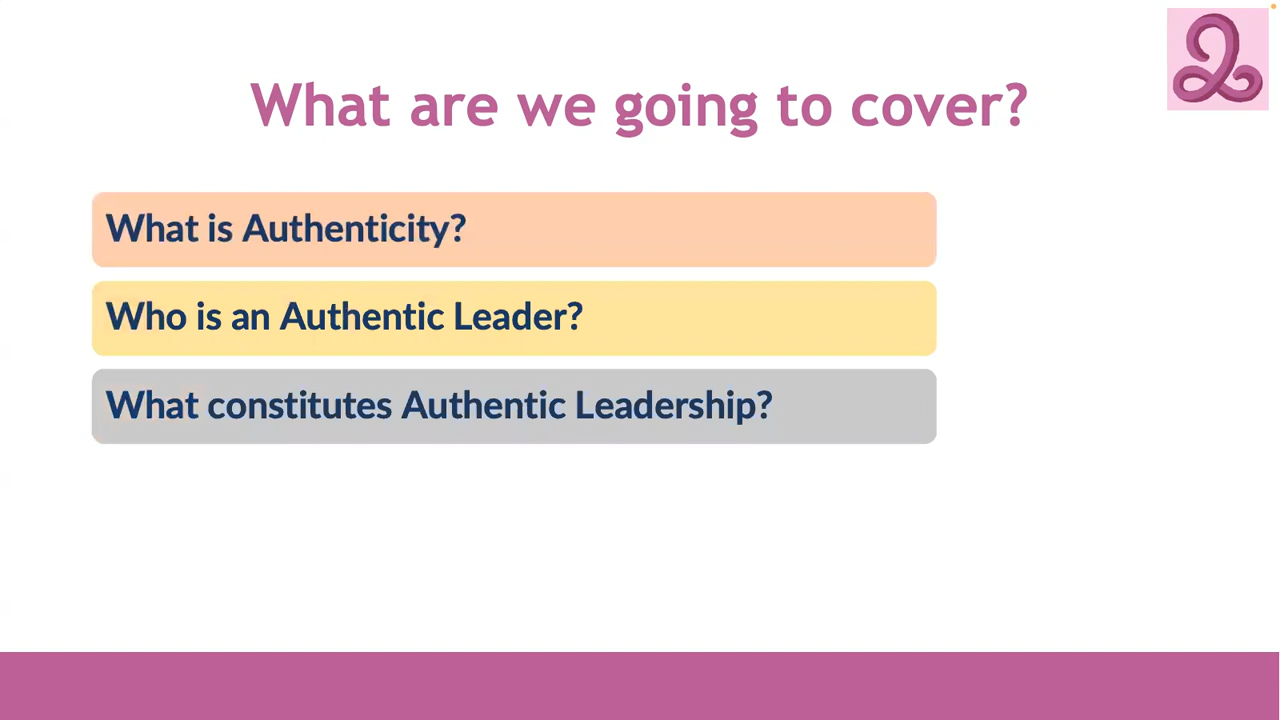 What are we going to cover?
What is Authenticity?
Who is an Authentic Leader?
What constitutes Authentic Leadership?